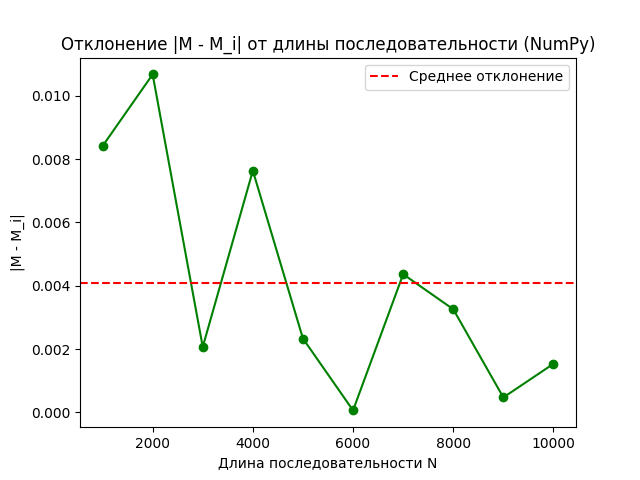 Отклонение |M - M_i| от длины последовательности (NumPy)
Среднее отклонение
0.010
0.008
0.006
0.004
0.002
0.000
|M - M_i|
2000 4000 6000 8000 10000
Длина последовательности N